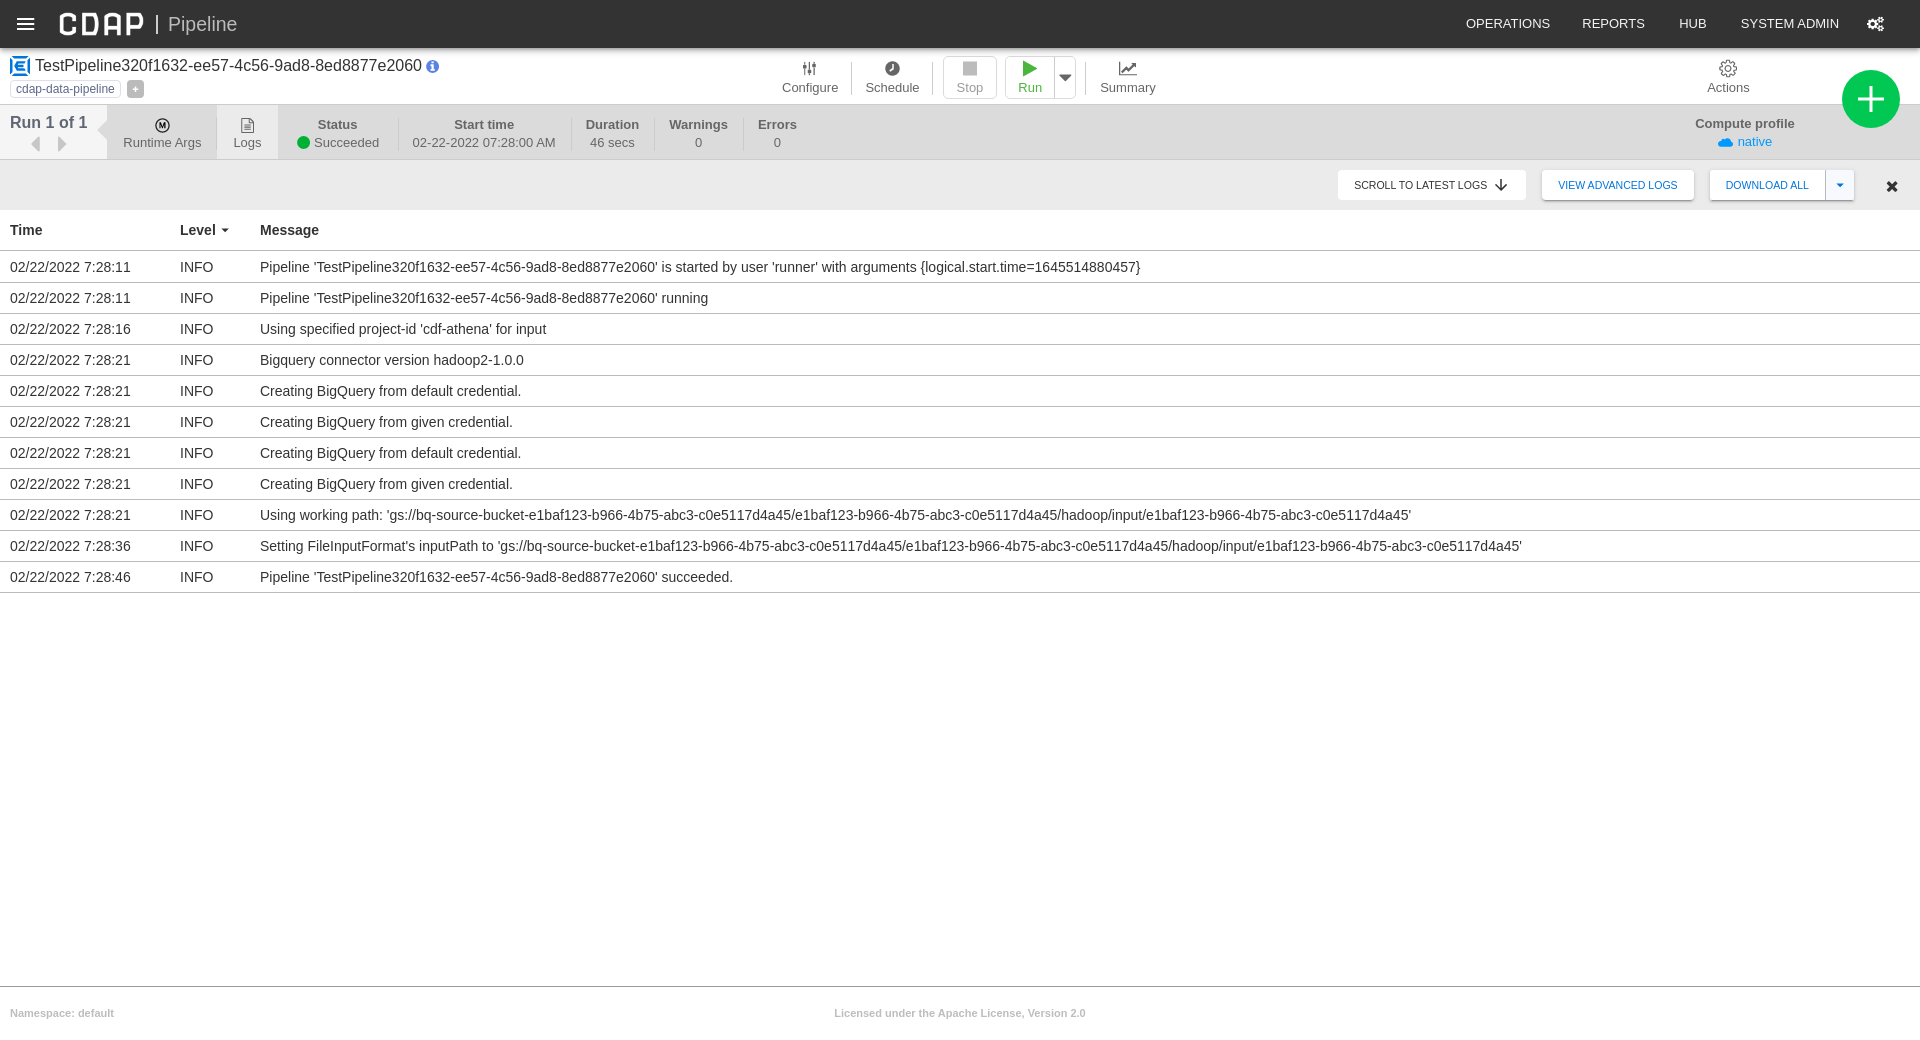 CDAP | Pipeline OPERATIONS REPORTS HUB SYSTEM ADMIN
TestPipeline320f1632-ee57-4c56-9ad8-8ed8877e2060
cdap-data-pipeline +
Configure Schedule Stop Run Summary Actions
Run 1 of 1
Runtime Args
Logs
Status
Succeeded
Start time
02-22-2022 07:28:00 AM
Duration
46 secs
Warnings
0
Errors
0
Compute profile
native
SCROLL TO LATEST LOGS VIEW ADVANCED LOGS DOWNLOAD ALL
Time Level Message
02/22/2022 7:28:11 INFO Pipeline 'TestPipeline320f1632-ee57-4c56-9ad8-8ed8877e2060' is started by user 'runner' with arguments {logical.start.time=1645514880457}
02/22/2022 7:28:11 INFO Pipeline 'TestPipeline320f1632-ee57-4c56-9ad8-8ed8877e2060' running
02/22/2022 7:28:16 INFO Using specified project-id 'cdf-athena' for input
02/22/2022 7:28:21 INFO Bigquery connector version hadoop2-1.0.0
02/22/2022 7:28:21 INFO Creating BigQuery from default credential.
02/22/2022 7:28:21 INFO Creating BigQuery from given credential.
02/22/2022 7:28:21 INFO Creating BigQuery from default credential.
02/22/2022 7:28:21 INFO Creating BigQuery from given credential.
02/22/2022 7:28:21 INFO Using working path: 'gs://bq-source-bucket-e1baf123-b966-4b75-abc3-c0e5117d4a45/e1baf123-b966-4b75-abc3-c0e5117d4a45/hadoop/input/e1baf123-b966-4b75-abc3-c0e5117d4a45'
02/22/2022 7:28:36 INFO Setting FileInputFormat's inputPath to 'gs://bq-source-bucket-e1baf123-b966-4b75-abc3-c0e5117d4a45/e1baf123-b966-4b75-abc3-c0e5117d4a45/hadoop/input/e1baf123-b966-4b75-abc3-c0e5117d4a45'
02/22/2022 7:28:46 INFO Pipeline 'TestPipeline320f1632-ee57-4c56-9ad8-8ed8877e2060' succeeded.
Namespace: default Licensed under the Apache License, Version 2.0